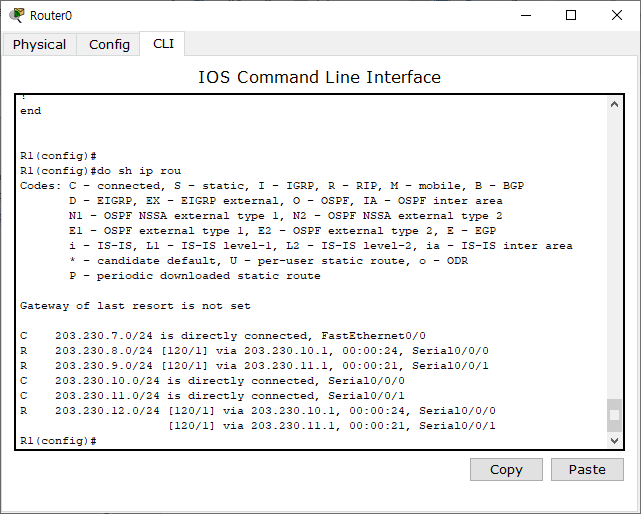 Router0
Physical Config CLI
IOS Command Line Interface
!
end
R1(config)#
R1(config)#do sh ip rou
Codes: C - connected, S - static, I - IGRP, R - RIP, M - mobile, B - BGP
D - EIGRP, EX - EIGRP external, O - OSPF, IA - OSPF inter area
N1 - OSPF NSSA external type 1, N2 - OSPF NSSA external type 2
E1 - OSPF external type 1, E2 - OSPF external type 2, E - EGP
i - IS-IS, L1 - IS-IS level-1, L2 - IS-IS level-2, ia - IS-IS inter area
* - candidate default, U - per-user static route, o - ODR
P - periodic downloaded static route
Gateway of last resort is not set
C 203.230.7.0/24 is directly connected, FastEthernet0/0
R 203.230.8.0/24 [120/1] via 203.230.10.1, 00:00:24, Serial0/0/0
R 203.230.9.0/24 [120/1] via 203.230.11.1, 00:00:21, Serial0/0/1
C 203.230.10.0/24 is directly connected, Serial0/0/0
C 203.230.11.0/24 is directly connected, Serial0/0/1
R 203.230.12.0/24 [120/1] via 203.230.10.1, 00:00:24, Serial0/0/0
[120/1] via 203.230.11.1, 00:00:21, Serial0/0/1
R1(config)#
Copy Paste